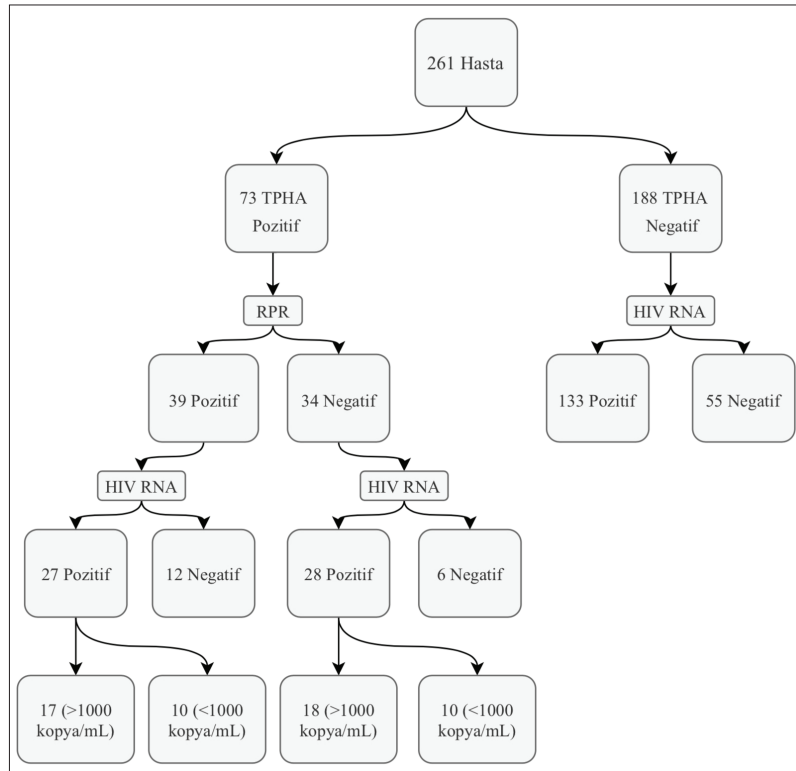 261 Hasta
73 TPHA
Pozitif
188 TPHA
Negatif
RPR
HIV RNA
39 Pozitif
34 Negatif
133 Pozitif
55 Negatif
HIV RNA
HIV RNA
27 Pozitif
12 Negatif
28 Pozitif
6 Negatif
17 (>1000
kopya/mL)
10 (<1000
kopya/mL)
18 (>1000
kopya/mL)
10 (<1000
kopya/mL)